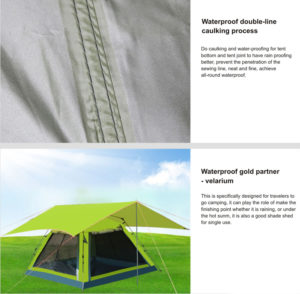 Waterproof double-line
caulking process
Do caulking and water-proofing for tent
bottom and tent joint to have rain proofing
better, prevent the penetration of the
sewing line, neat and fine, achieve
all-round waterproof.
Waterproof gold partner
- velarium
This is specifically designed for travelers to
go camping, it can play the role of make the
finishing point whether it is raining, or under
the hot sunm, it is also a good shade shed
for single use.